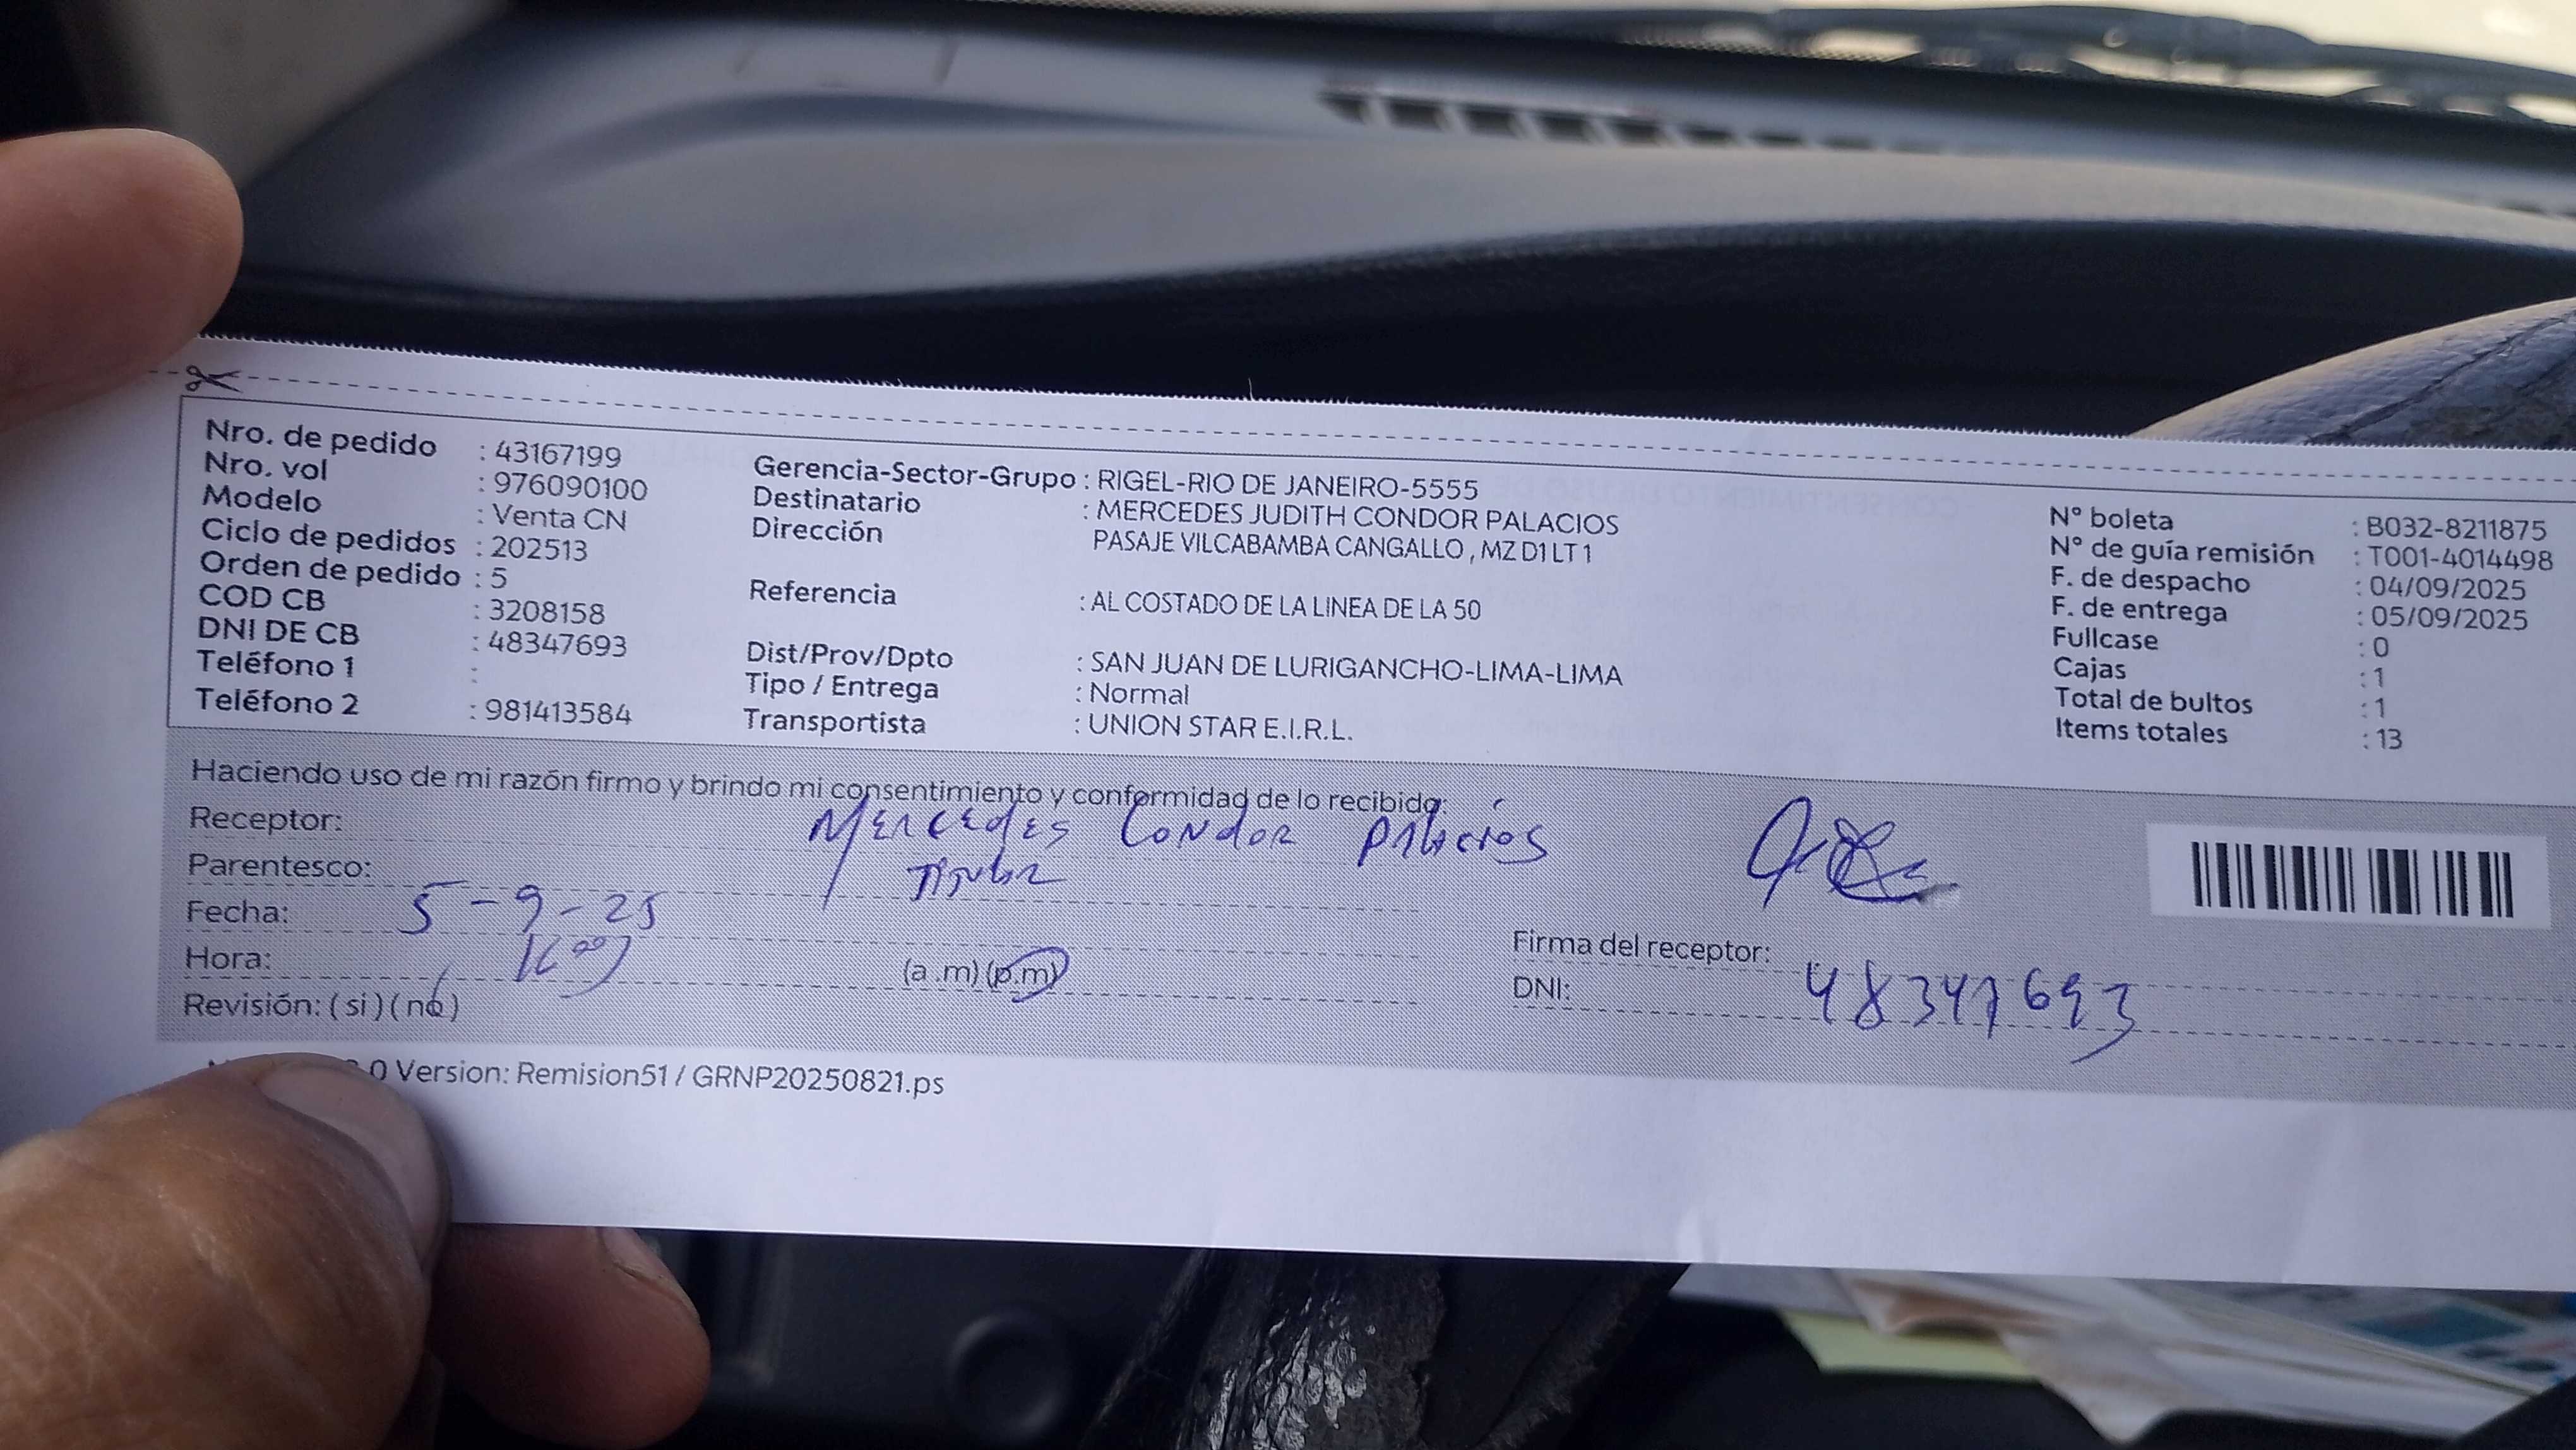 Nro. de pedido : 43167199
Nro. vol : 976090100
Modelo : Venta CN
Ciclo de pedidos : 202513
Orden de pedido : 5
COD CB : 3208158
DNI DE CB : 48347693
Teléfono 1 :
Teléfono 2 : 981413584
Gerencia-Sector-Grupo : RIGEL-RIO DE JANEIRO-5555
Destinatario : MERCEDES JUDITH CONDOR PALACIOS
Dirección PASAJE VILCABAMBA CANGALLO , MZ D1 LT 1
Referencia : AL COSTADO DE LA LINEA DE LA 50
Dist/Prov/Dpto : SAN JUAN DE LURIGANCHO-LIMA-LIMA
Tipo / Entrega : Normal
Transportista : UNION STAR E.I.R.L.
N° boleta : B032-8211875
N° de guía remisión : T001-4014498
F. de despacho : 04/09/2025
F. de entrega : 05/09/2025
Fullcase : 0
Cajas : 1
Total de bultos : 1
Items totales : 13
Haciendo uso de mi razón firmo y brindo mi consentimiento y conformidad de lo recibido:
Receptor: Mercedes Condor Palacios
Parentesco: Titular
Fecha: 5-9-25
Hora: (a .m) (p.m)
Revisión: ( si ) ( no )
Firma del receptor:
DNI: 48347693
0 Version: Remision51 / GRNP20250821.ps